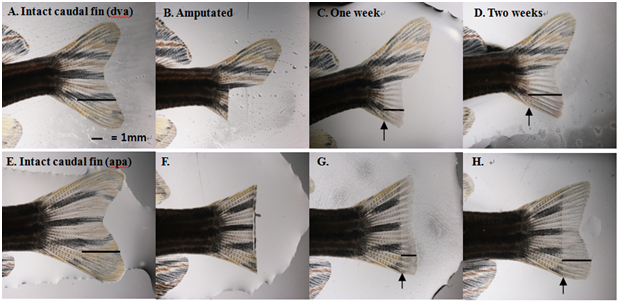 A. Intact caudal fin (dva)
B. Amputated
C. One week
D. Two weeks
= 1mm
E. Intact caudal fin (apa)
F.
G.
H.